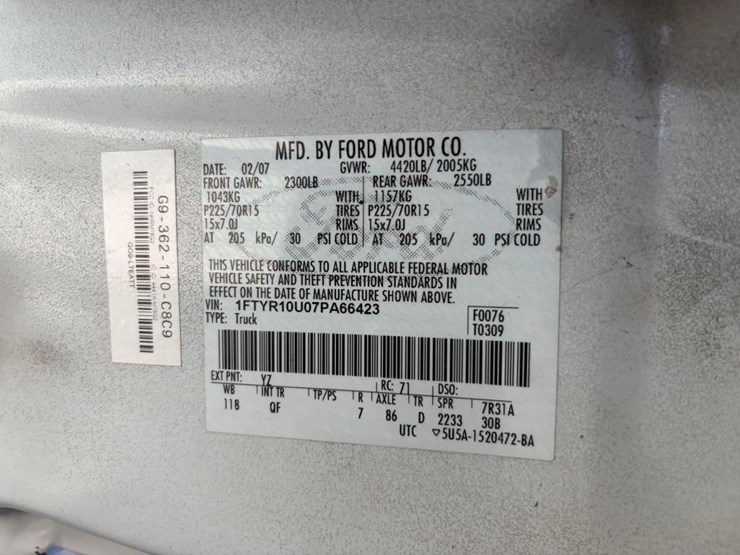 MFD. BY FORD MOTOR CO.
DATE: 02/07 GVWR: 4420LB/ 2005KG
FRONT GAWR: 2300LB REAR GAWR: 2550LB
1043KG WITH 1157KG WITH
P225/70R15 TIRES P225/70R15 TIRES
15x7.0J RIMS 15x7.0J RIMS
AT 205 kPa/ 30 PSI COLD AT 205 kPa/ 30 PSI COLD
THIS VEHICLE CONFORMS TO ALL APPLICABLE FEDERAL MOTOR
VEHICLE SAFETY AND THEFT PREVENTION STANDARDS IN
EFFECT ON THE DATE OF MANUFACTURE SHOWN ABOVE.
VIN: 1FTYR10U07PA66423
TYPE: Truck
F0076
T0309
EXT PNT: YZ RC: 71 DSO:
WB INT TR TP/PS R AXLE TR SPR 7R31A
118 QF 7 86 D 2233 30B
UTC ▽5U5A-1520472-BA
G9-362-110-C8C9